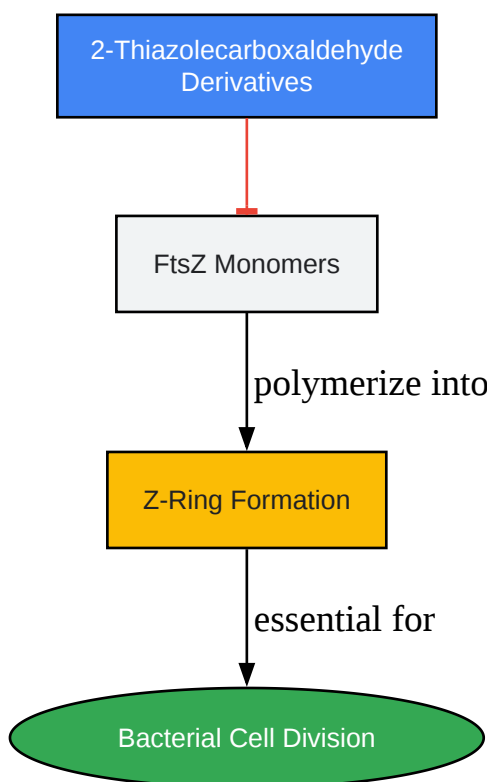 2-Thiazolecarboxaldehyde
Derivatives
FtsZ Monomers
polymerize into
Z-Ring Formation
essential for
Bacterial Cell Division